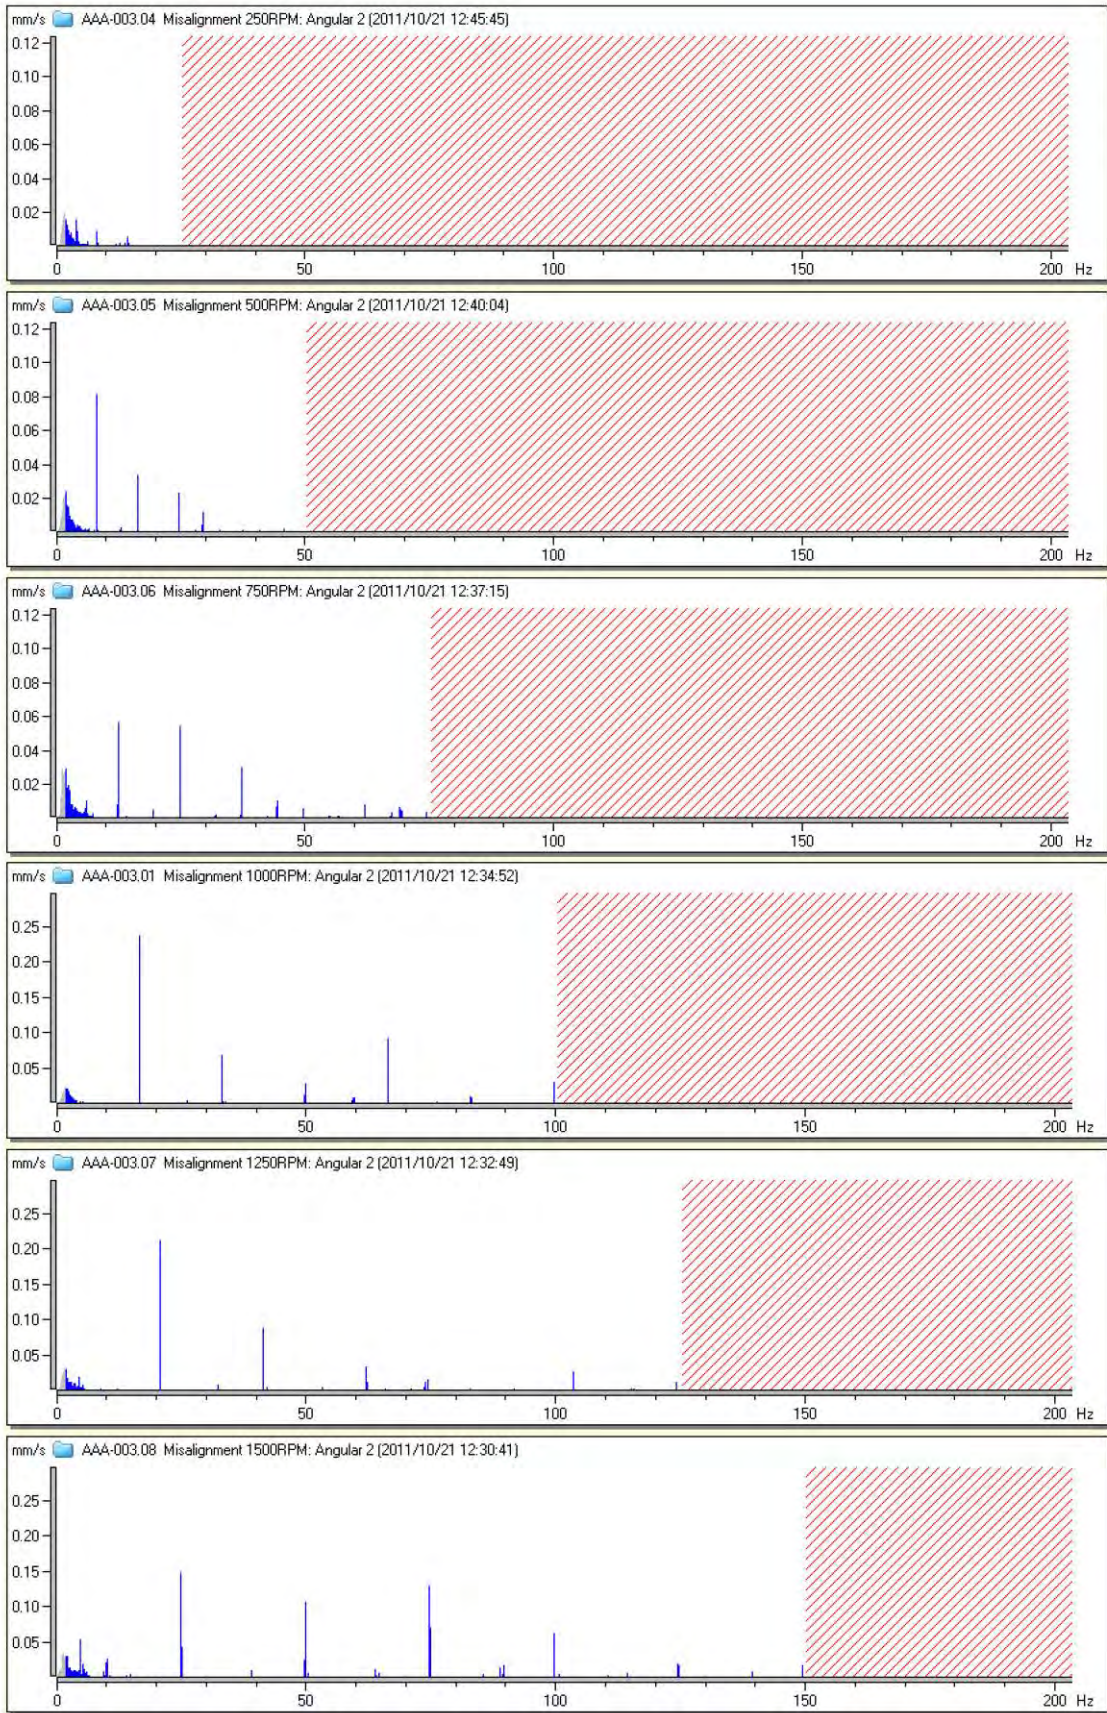 mm/s AAA-003.04 Misalignment 250RPM: Angular 2 (2011/10/21 12:45:45)
0.12
0.10
0.08
0.06
0.04
0.02
0 50 100 150 200 Hz
mm/s AAA-003.05 Misalignment 500RPM: Angular 2 (2011/10/21 12:40:04)
0.12
0.10
0.08
0.06
0.04
0.02
0 50 100 150 200 Hz
mm/s AAA-003.06 Misalignment 750RPM: Angular 2 (2011/10/21 12:37:15)
0.12
0.10
0.08
0.06
0.04
0.02
0 50 100 150 200 Hz
mm/s AAA-003.01 Misalignment 1000RPM: Angular 2 (2011/10/21 12:34:52)
0.25
0.20
0.15
0.10
0.05
0 50 100 150 200 Hz
mm/s AAA-003.07 Misalignment 1250RPM: Angular 2 (2011/10/21 12:32:49)
0.25
0.20
0.15
0.10
0.05
0 50 100 150 200 Hz
mm/s AAA-003.08 Misalignment 1500RPM: Angular 2 (2011/10/21 12:30:41)
0.25
0.20
0.15
0.10
0.05
0 50 100 150 200 Hz